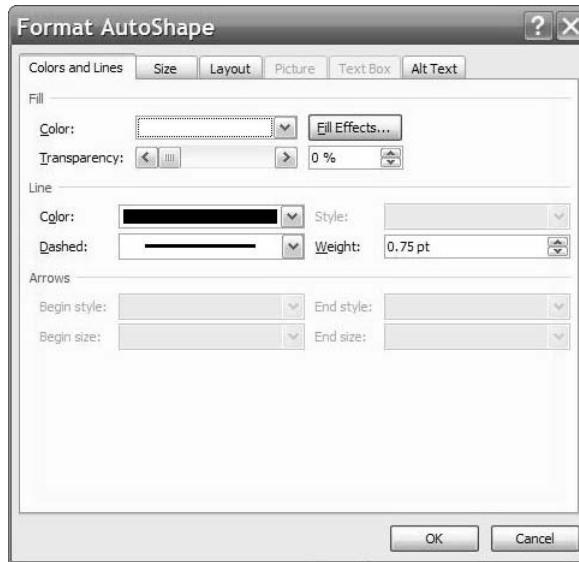 Format AutoShape
Colors and Lines Size Layout Picture Text Box Alt Text
Fill
Color: Fill Effects...
Transparency: 0 %
Line
Color: Style:
Dashed: Weight: 0.75 pt
Arrows
Begin style: End style:
Begin size: End size:
OK Cancel